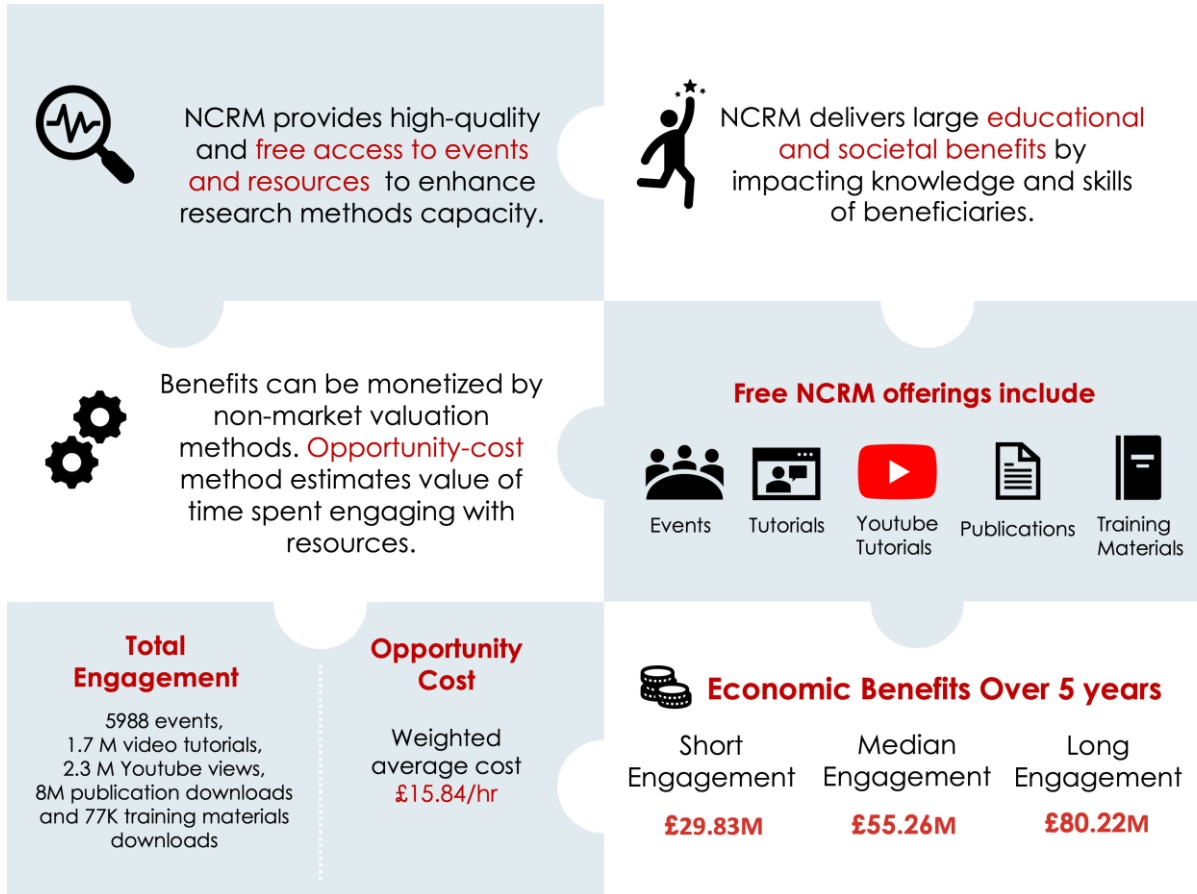 NCRM provides high-quality
and free access to events
and resources to enhance
research methods capacity.
NCRM delivers large educational
and societal benefits by
impacting knowledge and skills
of beneficiaries.
Benefits can be monetized by
non-market valuation
methods. Opportunity-cost
method estimates value of
time spent engaging with
resources.
Free NCRM offerings include
Events
Tutorials
Youtube
Tutorials
Publications
Training
Materials
Total
Engagement
5988 events,
1.7 M video tutorials,
2.3 M Youtube views,
8M publication downloads
and 77K training materials
downloads
Opportunity
Cost
Weighted
average cost
£15.84/hr
Economic Benefits Over 5 years
Short
Engagement
£29.83M
Median
Engagement
£55.26M
Long
Engagement
£80.22M